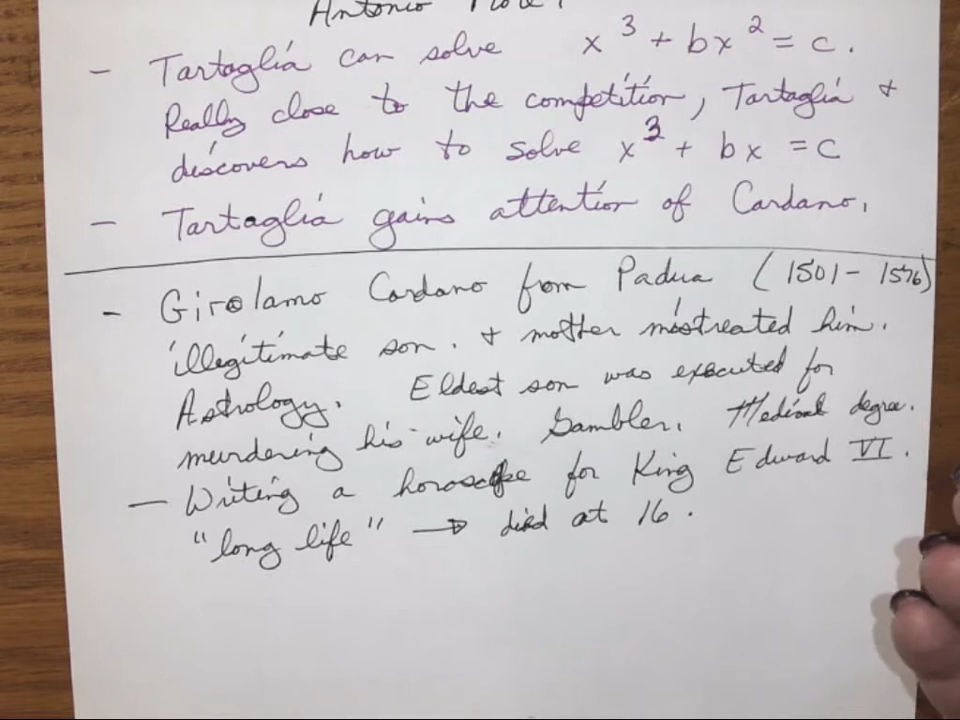 Antonio
- Tartaglia can solve x³ + bx² = c.
Really close to the competition, Tartaglia +
discovers how to solve x³ + bx = c
- Tartaglia gains attention of Cardano.
- Girolamo Cardano from Padua (1501 - 1576)
illegitimate son. + mother mistreated him.
Astrology. Eldest son was executed for
murdering his wife. Gambler. Medical degree.
- Writing a horoscope for King Edward VI.
"long life" → died at 16.